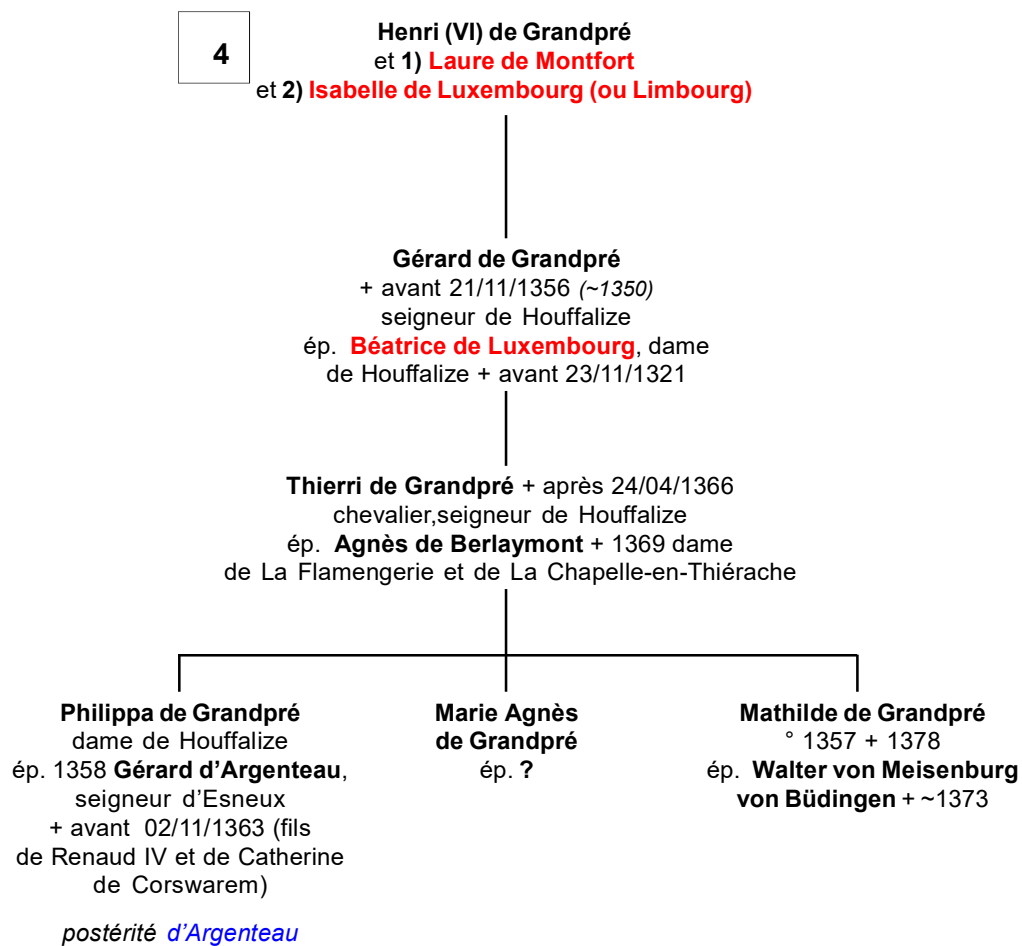 4
Henri (VI) de Grandpré
et 1) Laure de Montfort
et 2) Isabelle de Luxembourg (ou Limbourg)
Gérard de Grandpré
+ avant 21/11/1356 (~1350)
seigneur de Houffalize
ép. Béatrice de Luxembourg, dame
de Houffalize + avant 23/11/1321
Thierri de Grandpré + après 24/04/1366
chevalier,seigneur de Houffalize
ép. Agnès de Berlaymont + 1369 dame
de La Flamengerie et de La Chapelle-en-Thiérache
Philippa de Grandpré
dame de Houffalize
ép. 1358 Gérard d’Argenteau,
seigneur d’Esneux
+ avant 02/11/1363 (fils
de Renaud IV et de Catherine
de Corswarem)
postérité d’Argenteau
Marie Agnès
de Grandpré
ép. ?
Mathilde de Grandpré
° 1357 + 1378
ép. Walter von Meisenburg
von Büdingen + ~1373